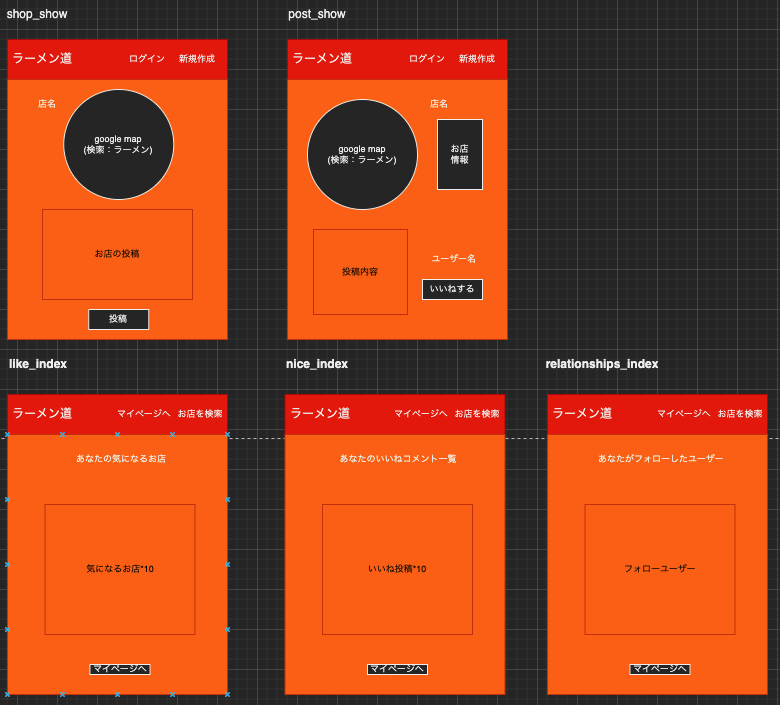 shop_show
ラーメン道
ログイン
新規作成
店名
google map
(検索：ラーメン)
お店の投稿
投稿
post_show
ラーメン道
ログイン
新規作成
店名
google map
(検索：ラーメン)
お店
情報
投稿内容
ユーザー名
いいねする
like_index
ラーメン道
マイページへ
お店を検索
あなたの気になるお店
気になるお店*10
マイページへ
nice_index
ラーメン道
マイページへ
お店を検索
あなたのいいねコメント一覧
いいね投稿*10
マイページへ
relationships_index
ラーメン道
マイページへ
お店を検索
あなたがフォローしたユーザー
フォローユーザー
マイページへ